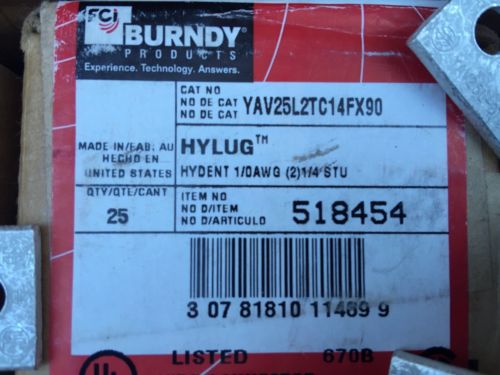 FCI
BURNDY
PRODUCTS
Experience. Technology. Answers.
CAT NO
NO DE CAT
NO DE CAT YAV25L2TC14FX90
MADE IN/FAB. AU
HECHO EN
UNITED STATES
HYLUG™
HYDENT 1/0AWG (2)1/4 STU
QTY/QTE/CANT
25
ITEM NO
NO D/ITEM
NO D/ARTICULO 518454
3 07 81810 11469 9
UL LISTED 670B